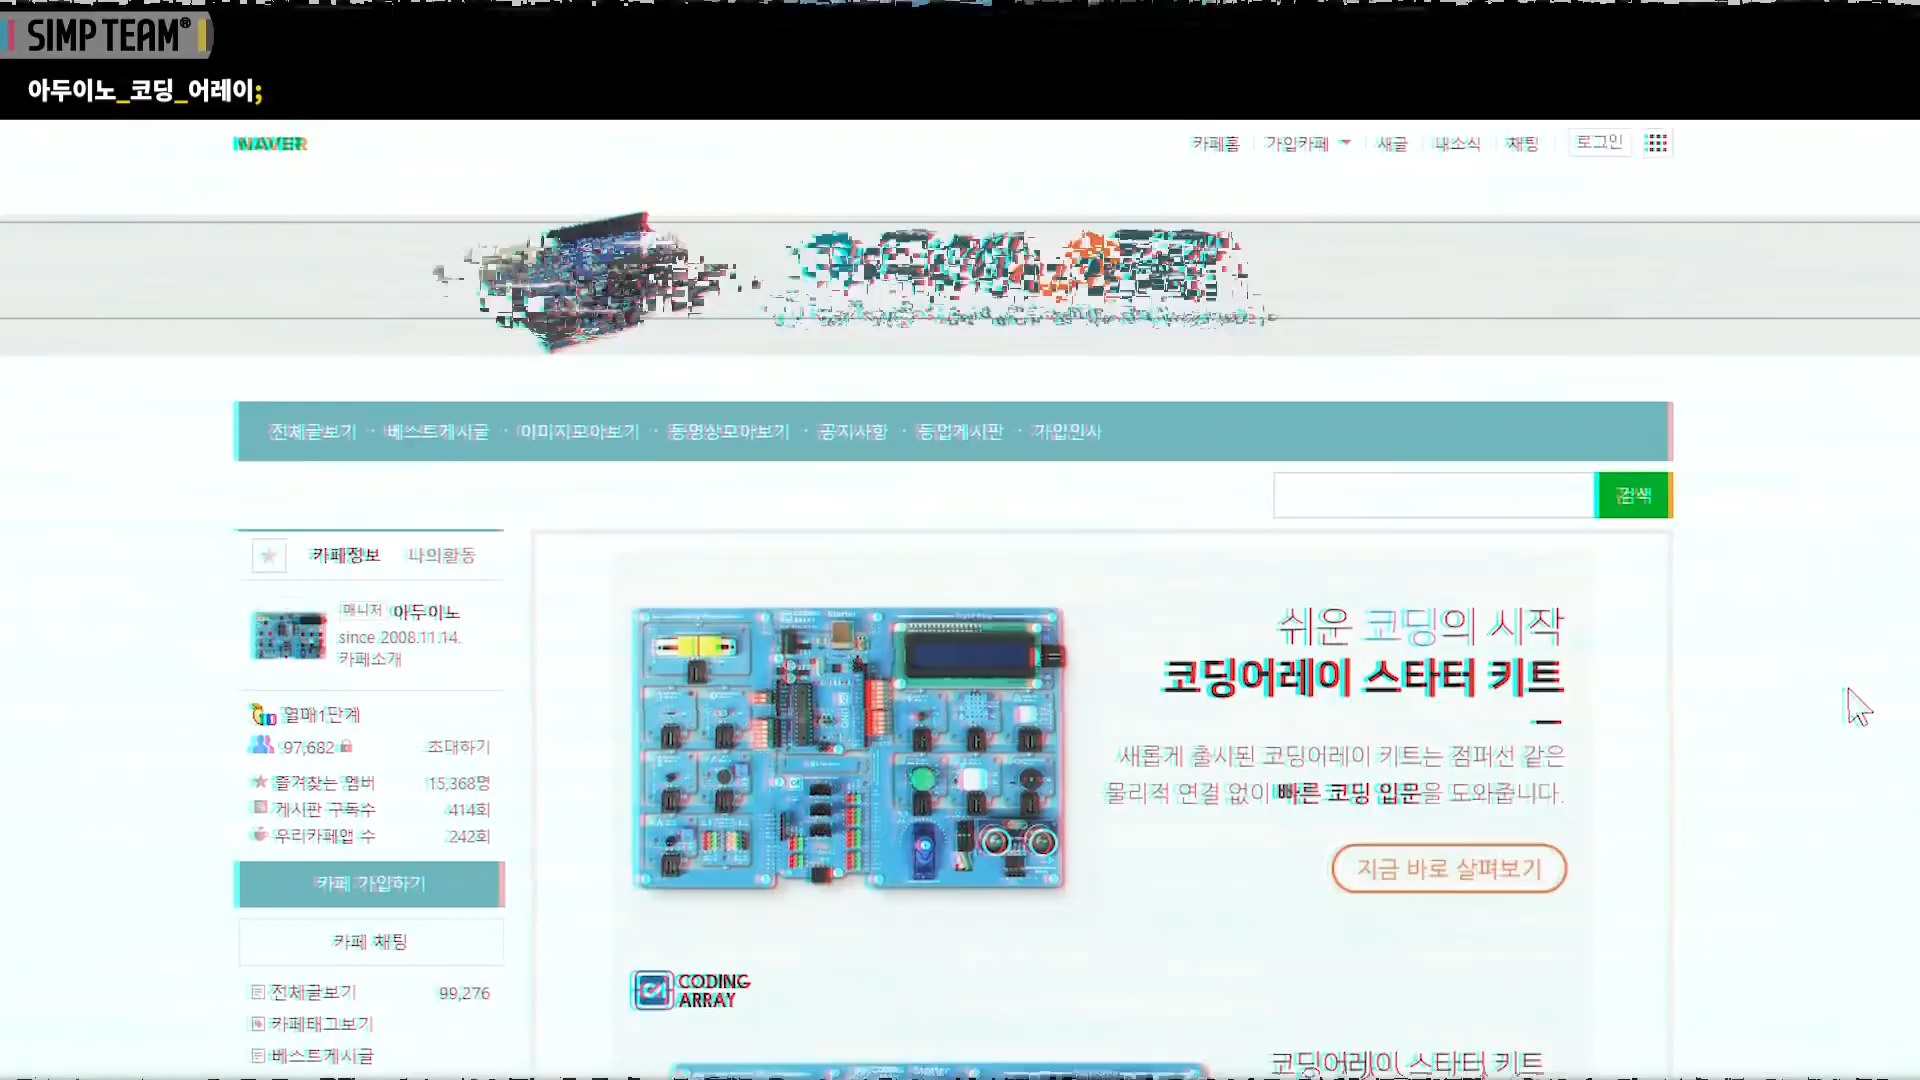 SIMP TEAM®
아두이노_코딩_어레이;
NAVER
카페홈 가입카페 새글 내소식 채팅 로그인
전체글보기 · 베스트게시글 · 이미지모아보기 · 동영상모아보기 · 공지사항 · 등업게시판 · 가입인사
검색
카페정보 나의활동
매니저 아두이노
since 2008.11.14.
카페소개
열매1단계
97,682 초대하기
즐겨찾는 멤버 15,368명
게시판 구독수 414회
우리카페앱 수 242회
카페 가입하기
카페 채팅
전체글보기 99,276
카페태그보기
베스트게시글
쉬운 코딩의 시작
코딩어레이 스타터 키트
새롭게 출시된 코딩어레이 키트는 점퍼선 같은
물리적 연결 없이 빠른 코딩 입문을 도와줍니다.
지금 바로 살펴보기
CODING
ARRAY
코딩어레이 스타터 키트